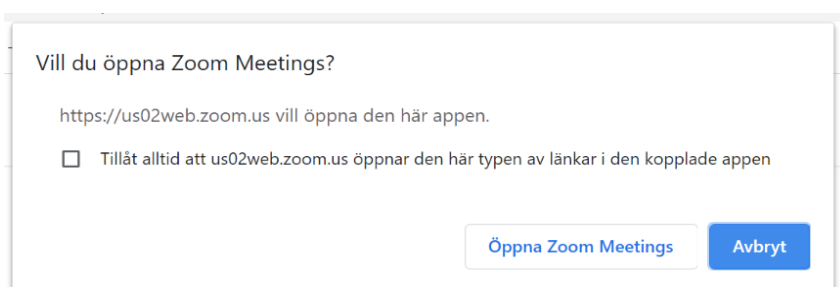 Vill du öppna Zoom Meetings?
https://us02web.zoom.us vill öppna den här appen.
Tillåt alltid att us02web.zoom.us öppnar den här typen av länkar i den kopplade appen
Öppna Zoom Meetings Avbryt